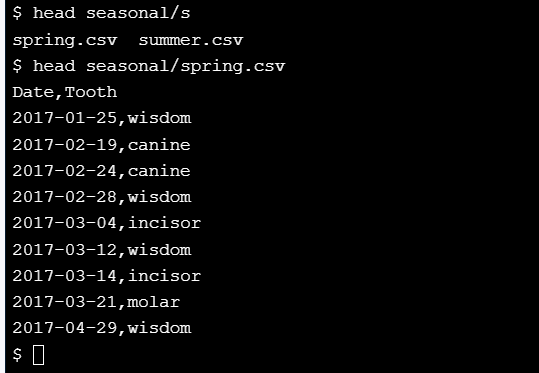 $ head seasonal/s
spring.csv  summer.csv
$ head seasonal/spring.csv
Date,Tooth
2017-01-25,wisdom
2017-02-19,canine
2017-02-24,canine
2017-02-28,wisdom
2017-03-04,incisor
2017-03-12,wisdom
2017-03-14,incisor
2017-03-21,molar
2017-04-29,wisdom
$